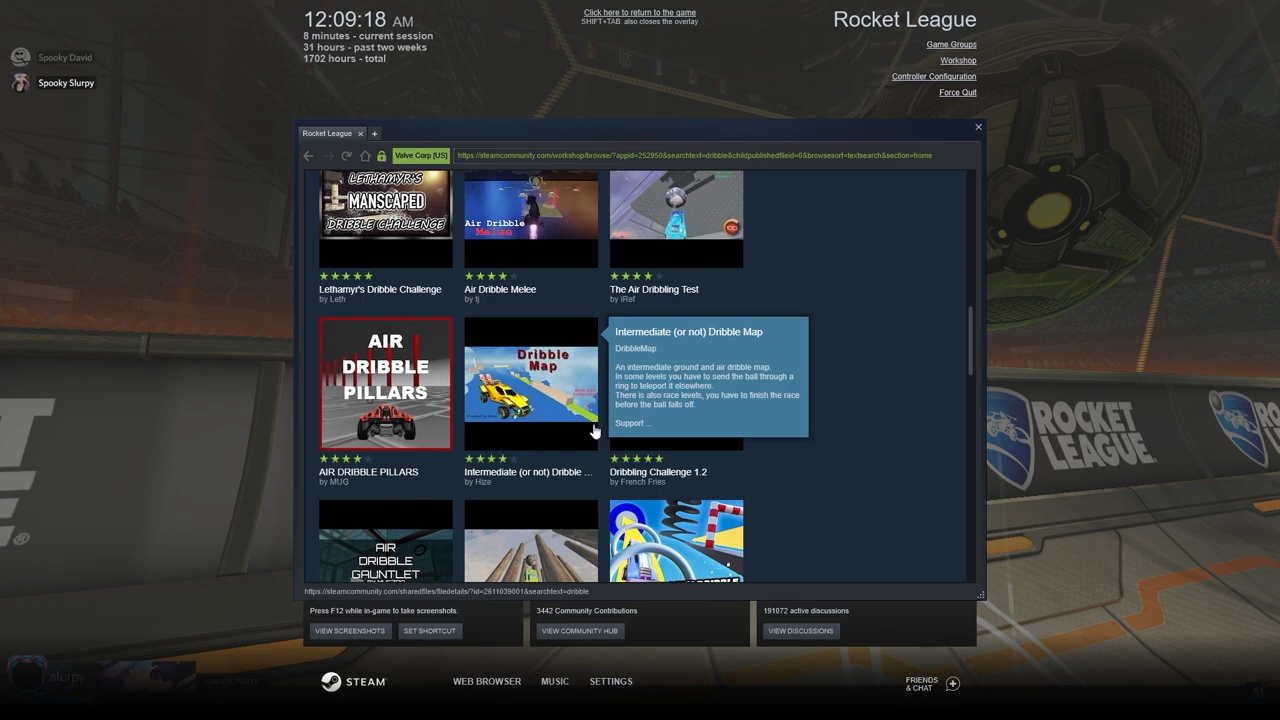 12:09:18 AM
8 minutes - current session
31 hours - past two weeks
1702 hours - total
Click here to return to the game
SHIFT+TAB also closes the overlay
Rocket League
Game Groups
Workshop
Controller Configuration
Force Quit
Spooky David
Spooky Slurpy
Rocket League
Valve Corp [US]
https://steamcommunity.com/workshop/browse/?appid=252950&searchtext=dribble&childpublishedfileid=0&browsesort=textsearch&section=home
LETHAMYR'S
MANSCAPED
DRIBBLE CHALLENGE
Air Dribble
Melee
Lethamyr's Dribble Challenge
by Leth
Air Dribble Melee
by tj
The Air Dribbling Test
by iRef
AIR
DRIBBLE
PILLARS
Dribble
Map
Intermediate (or not) Dribble Map
DribbleMap
An intermediate ground and air dribble map.
In some levels you have to send the ball through a
ring to teleport it elsewhere.
There is also race levels, you have to finish the race
before the ball falls off.
Support ...
AIR DRIBBLE PILLARS
by MUG
Intermediate (or not) Dribble ...
by Hize
Dribbling Challenge 1.2
by French Fries
AIR
DRIBBLE
GAUNTLET
https://steamcommunity.com/sharedfiles/filedetails/?id=2611039001&searchtext=dribble
Press F12 while in-game to take screenshots.
VIEW SCREENSHOTS
SET SHORTCUT
3442 Community Contributions
VIEW COMMUNITY HUB
191072 active discussions
VIEW DISCUSSIONS
ROCKET
LEAGUE
slurpy
CREATE PARTY
STEAM
WEB BROWSER
MUSIC
SETTINGS
FRIENDS
& CHAT